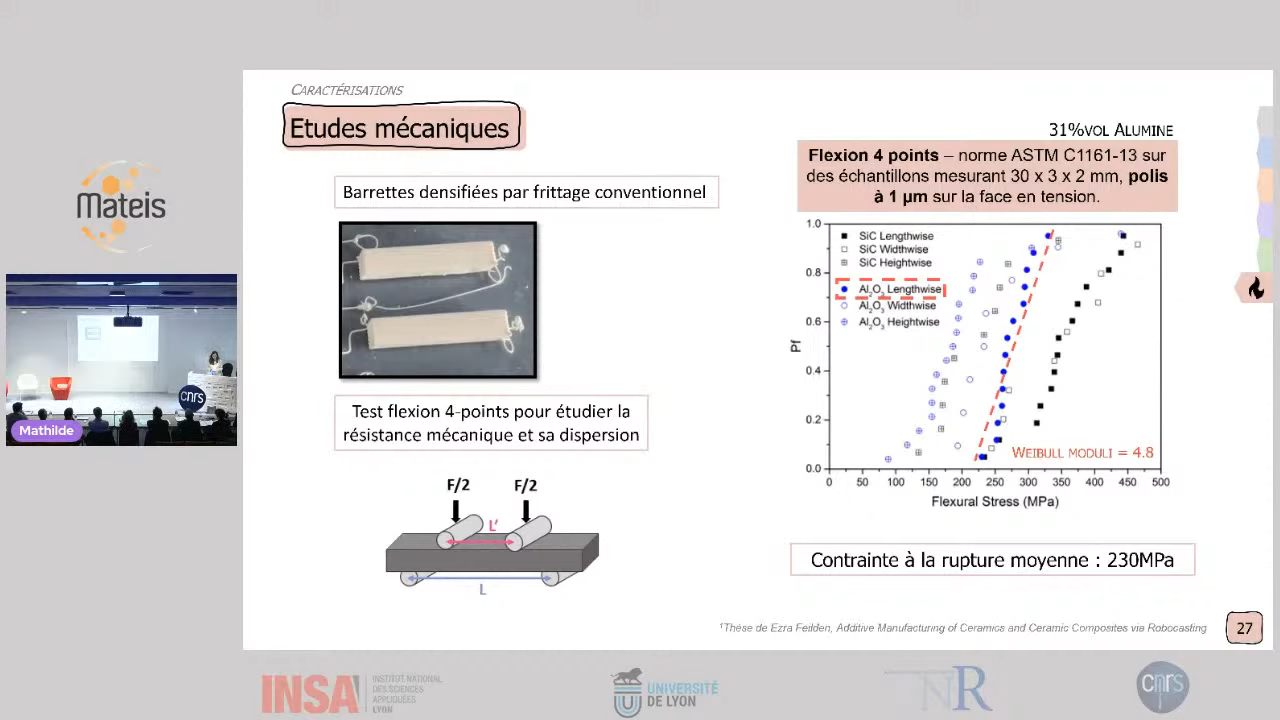 CARACTÉRISATIONS
Etudes mécaniques
31%VOL ALUMINE
Flexion 4 points – norme ASTM C1161-13 sur
des échantillons mesurant 30 x 3 x 2 mm, polis
à 1 µm sur la face en tension.
Barrettes densifiées par frittage conventionnel
Mateis
cnrs
Mathilde
Test flexion 4-points pour étudier la
résistance mécanique et sa dispersion
F/2
F/2
L'
L
1.0
0.8
0.6
0.4
0.2
0.0
Pf
SiC Lengthwise
SiC Widthwise
SiC Heightwise
Al2O3 Lengthwise
Al2O3 Widthwise
Al2O3 Heightwise
WEIBULL MODULI = 4.8
0 50 100 150 200 250 300 350 400 450 500
Flexural Stress (MPa)
Contrainte à la rupture moyenne : 230MPa
¹Thèse de Ezra Feilden, Additive Manufacturing of Ceramics and Ceramic Composites via Robocasting
27
INSA
INSTITUT NATIONAL
DES SCIENCES
APPLIQUÉES
LYON
UNIVERSITÉ
DE LYON
NR
cnrs